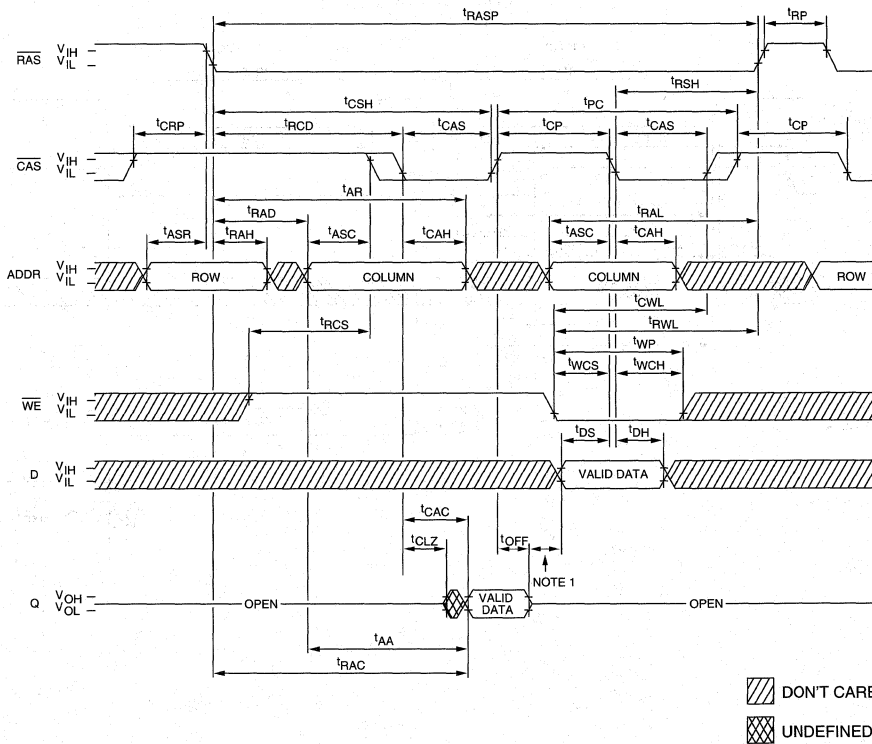 tRASP
tRP
RAS VIH VIL
tRSH
tCSH
tPC
tCRP
tRCD
tCAS
tCP
tCAS
tCP
CAS VIH VIL
tAR
tRAD
tRAL
tASR
tRAH
tASC
tCAH
tASC
tCAH
ADDR VIH VIL
ROW
COLUMN
COLUMN
ROW
tCWL
tRCS
tRWL
tWP
tWCS
tWCH
WE VIH VIL
tDS
tDH
D VIH VIL
VALID DATA
tCAC
tCLZ
tOFF
NOTE 1
Q VOH VOL
OPEN
VALID
DATA
OPEN
tAA
tRAC
DON'T CARE
UNDEFINED